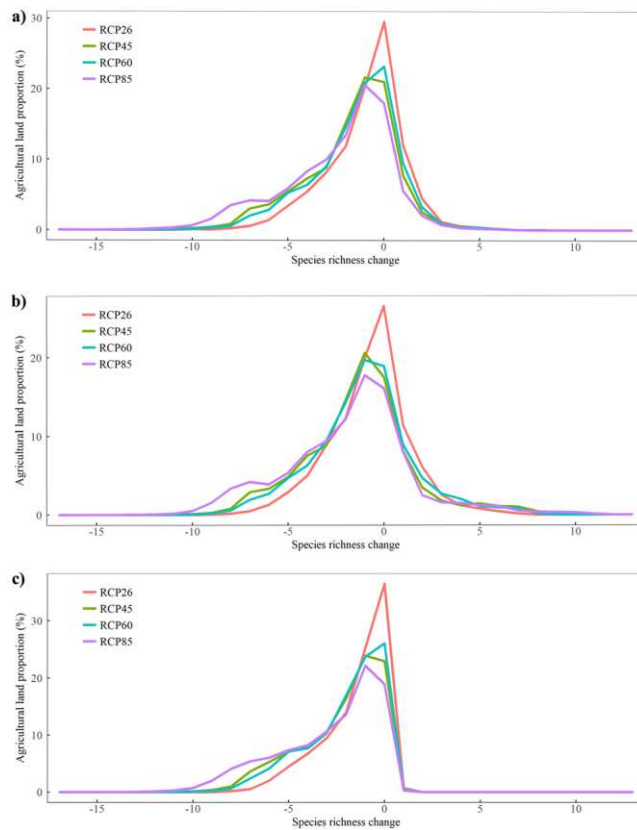 a)
Agricultural land proportion (%)
30
20
10
0
RCP26
RCP45
RCP60
RCP85
-15 -10 -5 0 5 10
Species richness change
b)
Agricultural land proportion (%)
20
10
0
RCP26
RCP45
RCP60
RCP85
-15 -10 -5 0 5 10
Species richness change
c)
Agricultural land proportion (%)
30
20
10
0
RCP26
RCP45
RCP60
RCP85
-15 -10 -5 0 5 10
Species richness change